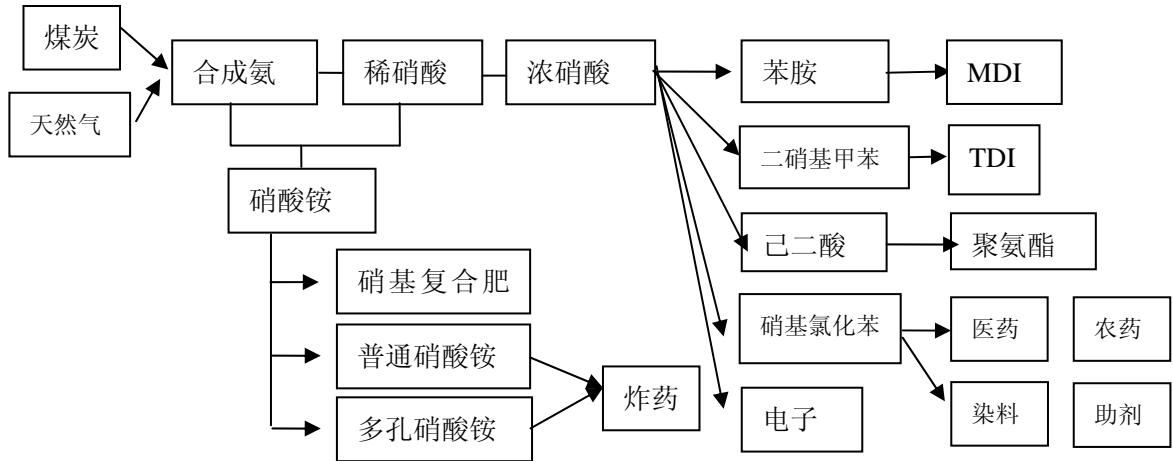 煤炭
天然气
合成氨
稀硝酸
浓硝酸
苯胺
MDI
二硝基甲苯
TDI
硝酸铵
己二酸
聚氨酯
硝基复合肥
硝基氯化苯
医药
农药
普通硝酸铵
炸药
多孔硝酸铵
电子
染料
助剂